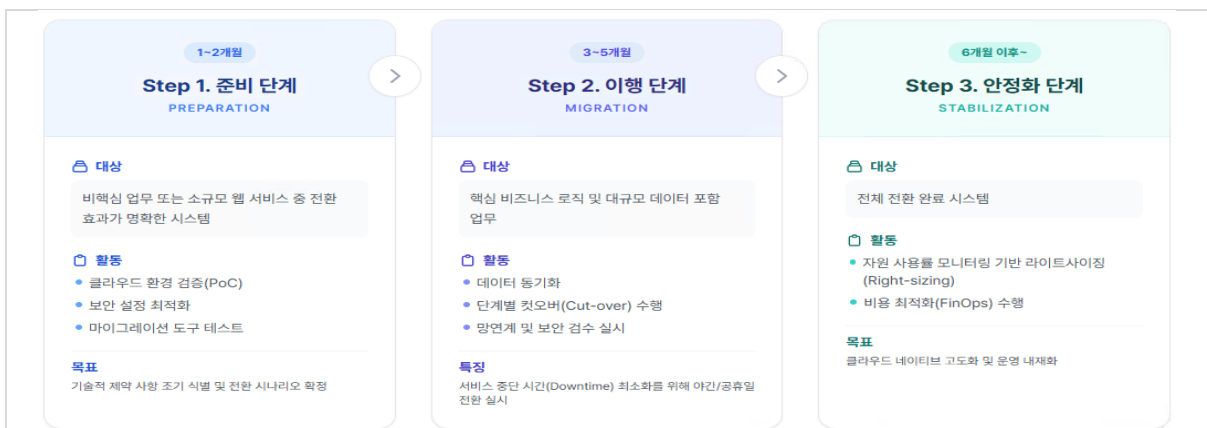 1~2개월
Step 1. 준비 단계
PREPARATION
대상
비핵심 업무 또는 소규모 웹 서비스 중 전환
효과가 명확한 시스템
활동
클라우드 환경 검증(PoC)
보안 설정 최적화
마이그레이션 도구 테스트
목표
기술적 제약 사항 조기 식별 및 전환 시나리오 확정
3~5개월
Step 2. 이행 단계
MIGRATION
대상
핵심 비즈니스 로직 및 대규모 데이터 포함
업무
활동
데이터 동기화
단계별 컷오버(Cut-over) 수행
망연계 및 보안 검수 실시
특징
서비스 중단 시간(Downtime) 최소화를 위해 야간/공휴일
전환 실시
6개월 이후~
Step 3. 안정화 단계
STABILIZATION
대상
전체 전환 완료 시스템
활동
자원 사용률 모니터링 기반 라이트사이징
(Right-sizing)
비용 최적화(FinOps) 수행
목표
클라우드 네이티브 고도화 및 운영 내재화